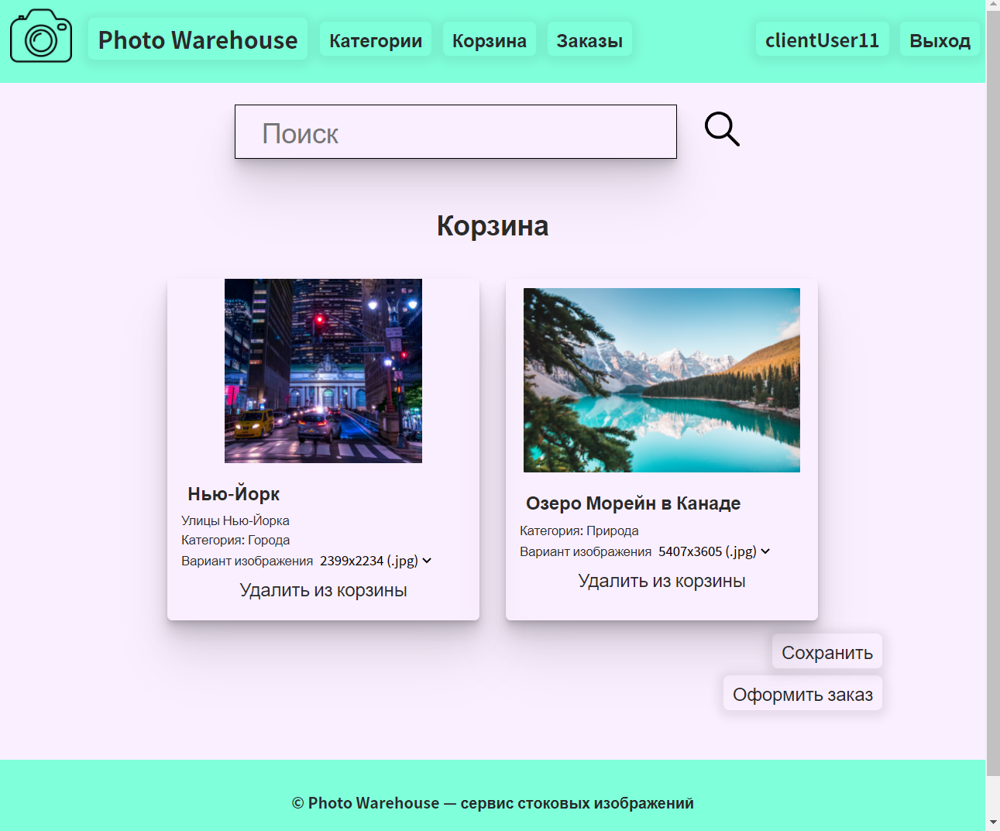 Photo Warehouse Категории Корзина Заказы clientUser11 Выход
Поиск
Корзина
Нью-Йорк
Улицы Нью-Йорка
Категория: Города
Вариант изображения 2399x2234 (.jpg)
Удалить из корзины
Озеро Морейн в Канаде
Категория: Природа
Вариант изображения 5407x3605 (.jpg)
Удалить из корзины
Сохранить
Оформить заказ
© Photo Warehouse — сервис стоковых изображений